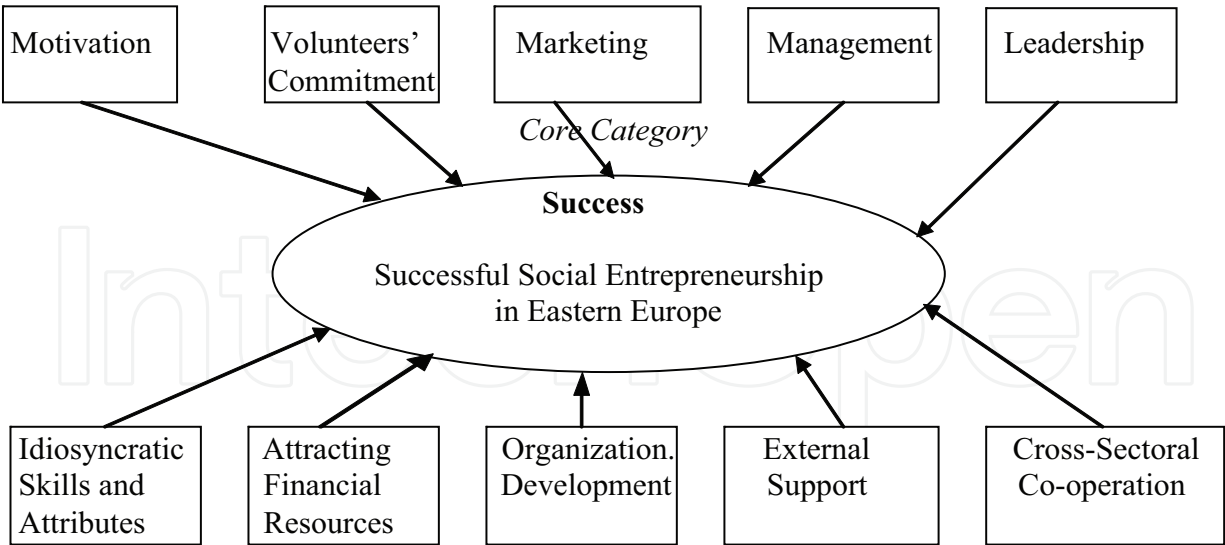 Motivation
Volunteers’
Commitment
Marketing
Management
Leadership
Core Category
Success
Successful Social Entrepreneurship
in Eastern Europe
Idiosyncratic
Skills and
Attributes
Attracting
Financial
Resources
Organization.
Development
External
Support
Cross-Sectoral
Co-operation
IntechOpen